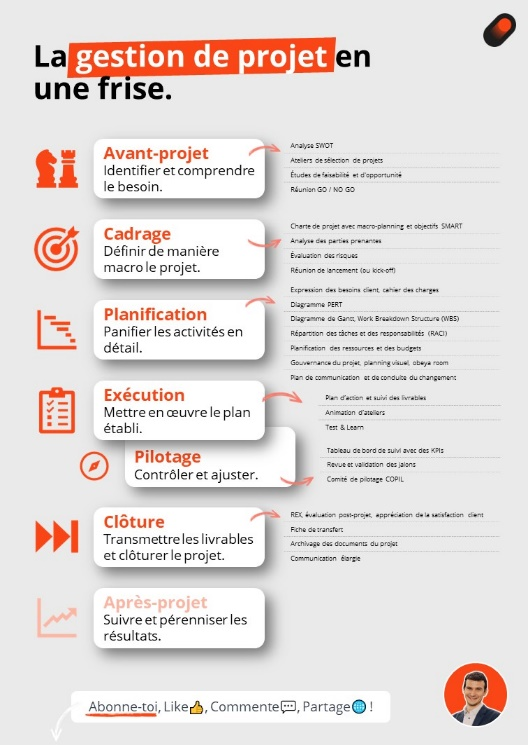 La gestion de projet en
une frise.
Avant-projet
Identifier et comprendre
le besoin.
Analyse SWOT
Ateliers de sélection de projets
Études de faisabilité et d'opportunité
Réunion GO / NO GO
Cadrage
Définir de manière
macro le projet.
Charte de projet avec macro-planning et objectifs SMART
Analyse des parties prenantes
Évaluation des risques
Réunion de lancement (ou kick-off)
Planification
Panifier les activités en
détail.
Expression des besoins client, cahier des charges
Diagramme PERT
Diagramme de Gantt, Work Breakdown Structure (WBS)
Répartition des tâches et des responsabilités (RACI)
Planification des ressources et des budgets
Gouvernance du projet, planning visuel, obeya room
Plan de communication et de conduite du changement
Exécution
Mettre en œuvre le plan
établi.
Plan d'action et suivi des livrables
Animation d'ateliers
Test & Learn
Pilotage
Contrôler et ajuster.
Tableau de bord de suivi avec des KPIs
Revue et validation des jalons
Comité de pilotage COPIL
Clôture
Transmettre les livrables
et clôturer le projet.
REX, évaluation post-projet, appréciation de la satisfaction client
Fiche de transfert
Archivage des documents du projet
Communication élargie
Après-projet
Suivre et pérenniser les
résultats.
Abonne-toi, Like👍, Commente💬, Partage🌐 !